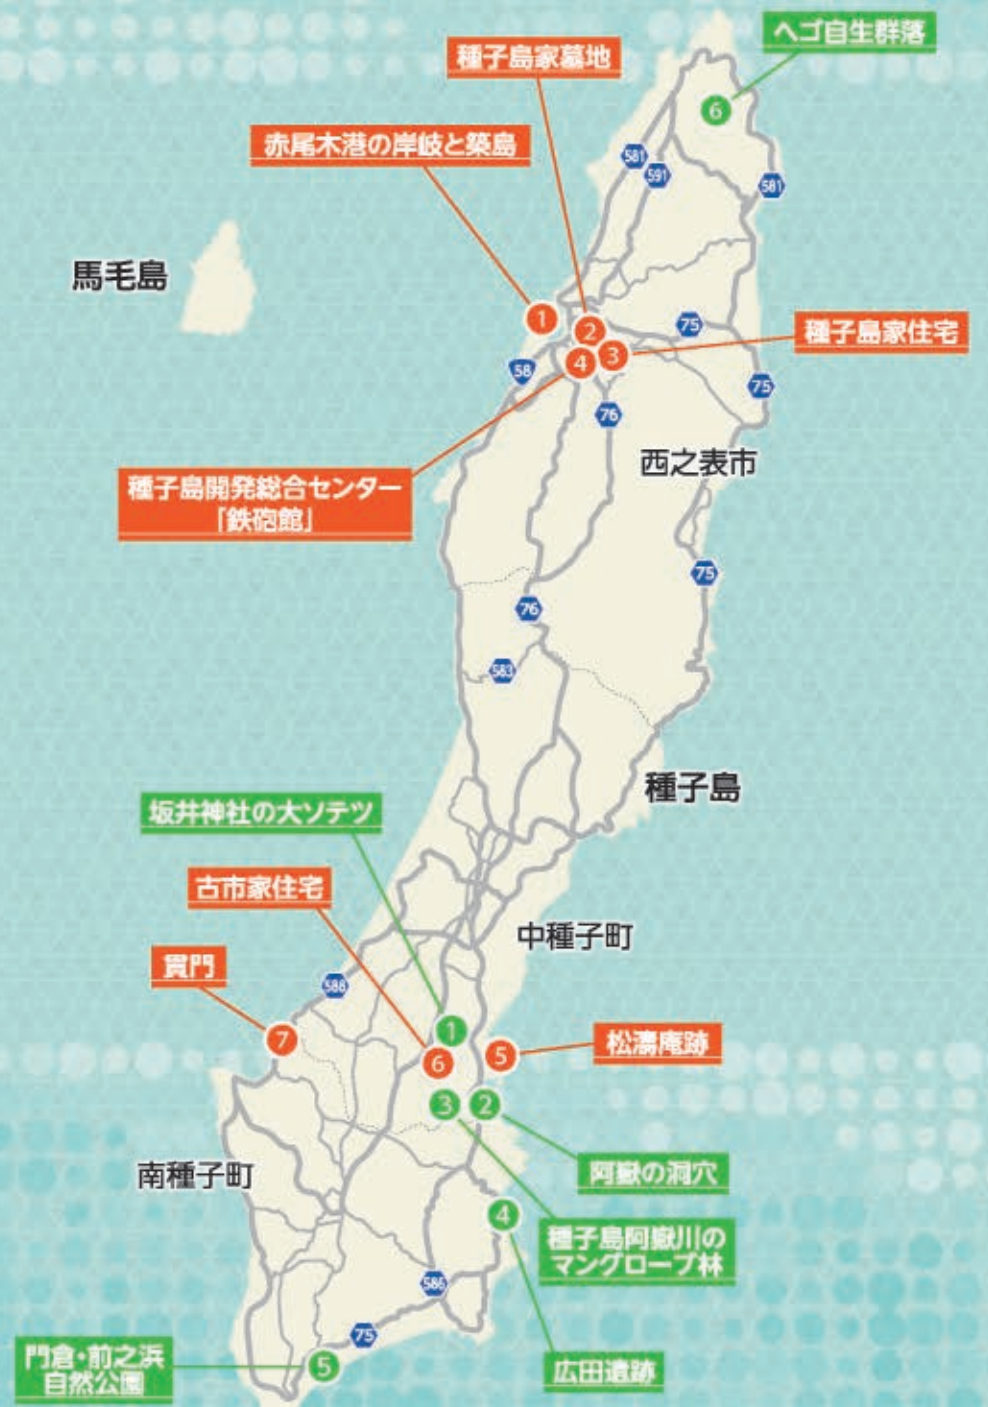 ヘゴ自生群落
種子島家墓地
6
赤尾木港の岸岐と築島
581
591
581
馬毛島
1
2
75
種子島家住宅
3
4
58
75
76
西之表市
種子島開発総合センター
「鉄砲館」
75
76
583
種子島
坂井神社の大ソテツ
古市家住宅
中種子町
貫門
588
1
7
松濤庵跡
5
6
3
2
阿嶽の洞穴
南種子町
4
種子島阿嶽川の
マングローブ林
586
75
門倉・前之浜
自然公園
5
広田遺跡